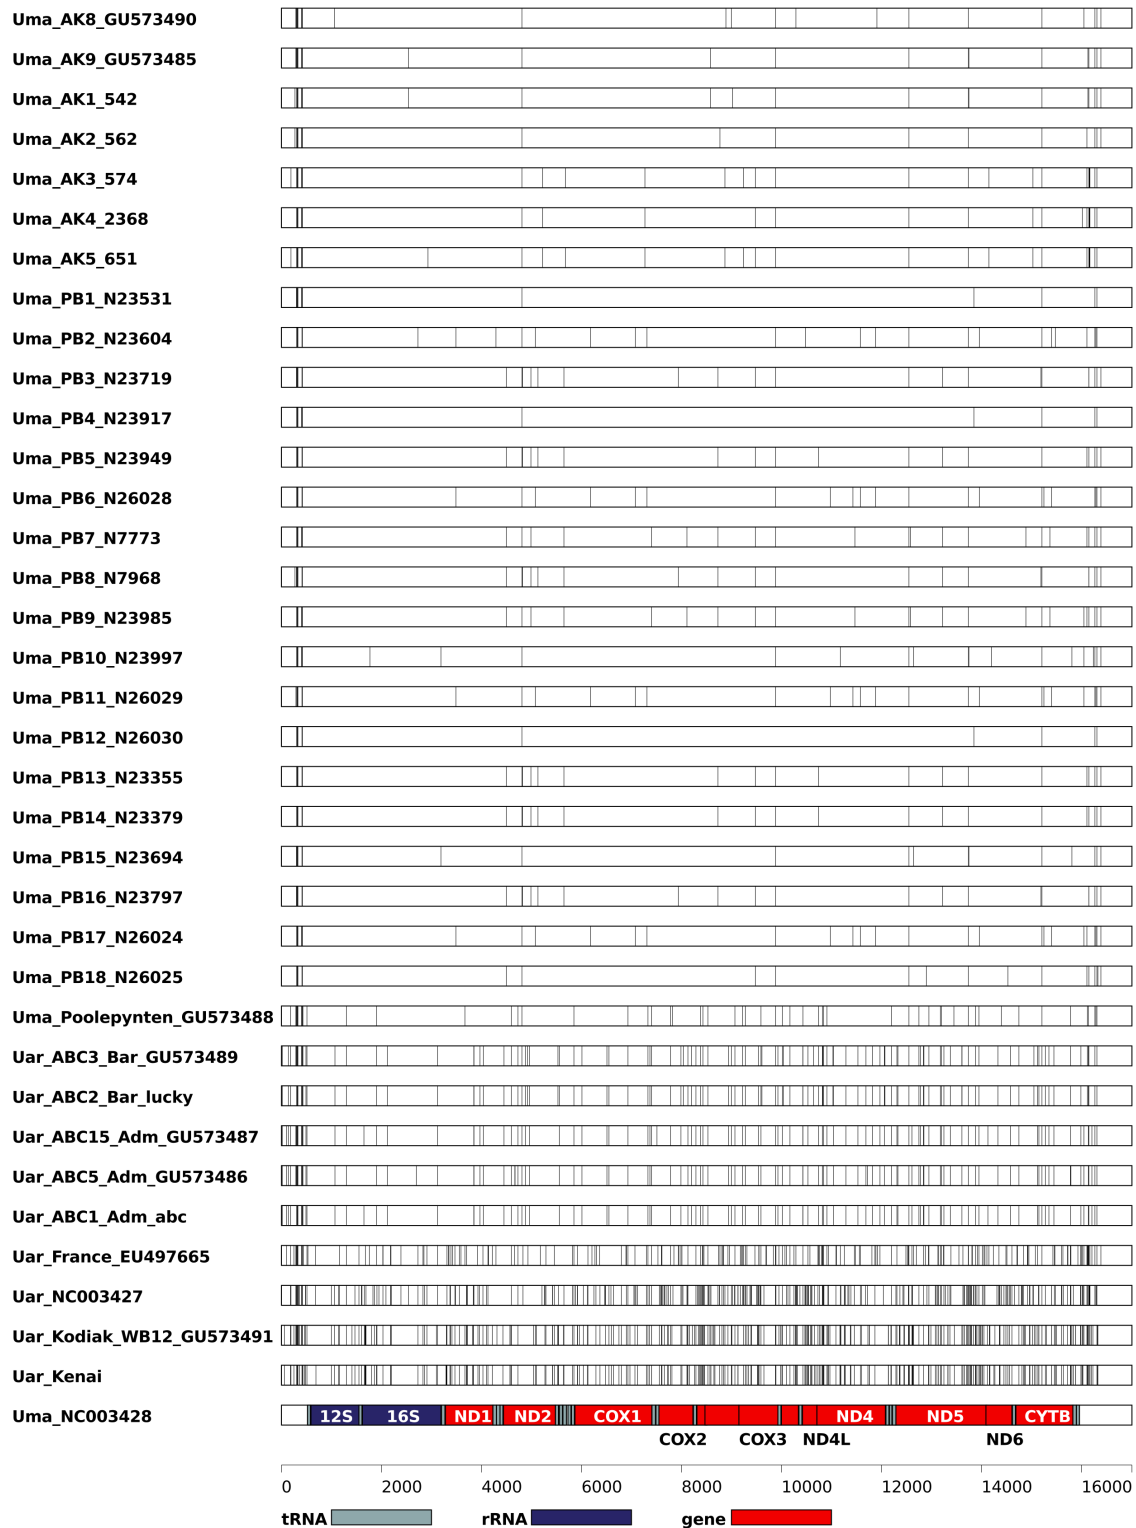 Uma_AK8_GU573490
Uma_AK9_GU573485
Uma_AK1_542
Uma_AK2_562
Uma_AK3_574
Uma_AK4_2368
Uma_AK5_651
Uma_PB1_N23531
Uma_PB2_N23604
Uma_PB3_N23719
Uma_PB4_N23917
Uma_PB5_N23949
Uma_PB6_N26028
Uma_PB7_N7773
Uma_PB8_N7968
Uma_PB9_N23985
Uma_PB10_N23997
Uma_PB11_N26029
Uma_PB12_N26030
Uma_PB13_N23355
Uma_PB14_N23379
Uma_PB15_N23694
Uma_PB16_N23797
Uma_PB17_N26024
Uma_PB18_N26025
Uma_Poolepynten_GU573488
Uar_ABC3_Bar_GU573489
Uar_ABC2_Bar_lucky
Uar_ABC15_Adm_GU573487
Uar_ABC5_Adm_GU573486
Uar_ABC1_Adm_abc
Uar_France_EU497665
Uar_NC003427
Uar_Kodiak_WB12_GU573491
Uar_Kenai
Uma_NC003428 12S 16S ND1 ND2 COX1 ND4 ND5 CYTB
COX2 COX3 ND4L ND6
0 2000 4000 6000 8000 10000 12000 14000 16000
tRNA rRNA gene